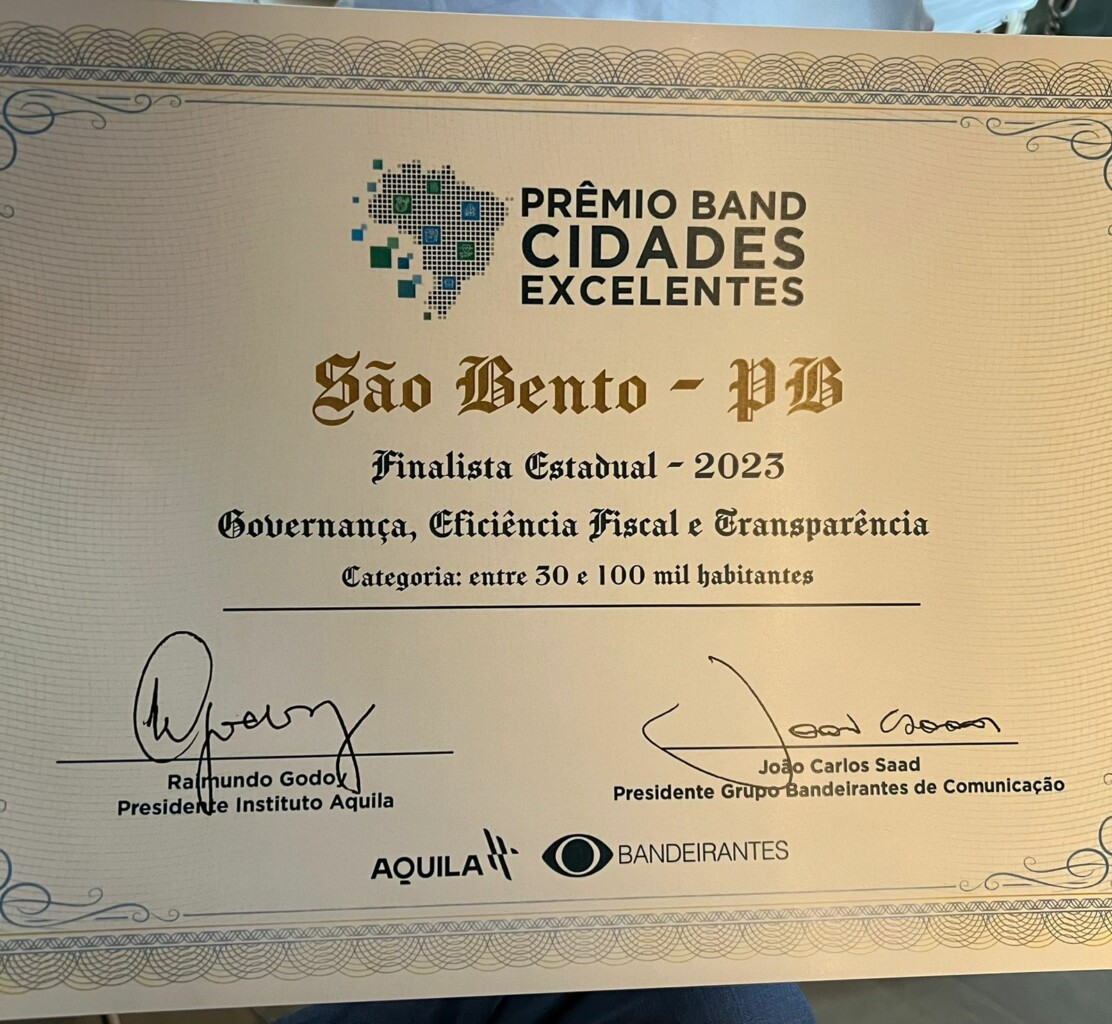 PRÊMIO BAND
CIDADES
EXCELENTES
São Bento - PB
Finalista Estadual - 2023
Governança, Eficiência Fiscal e Transparência
Categoria: entre 30 e 100 mil habitantes
Raimundo Godoy
Presidente Instituto Aquila
João Carlos Saad
Presidente Grupo Bandeirantes de Comunicação
AQUILA
BANDEIRANTES